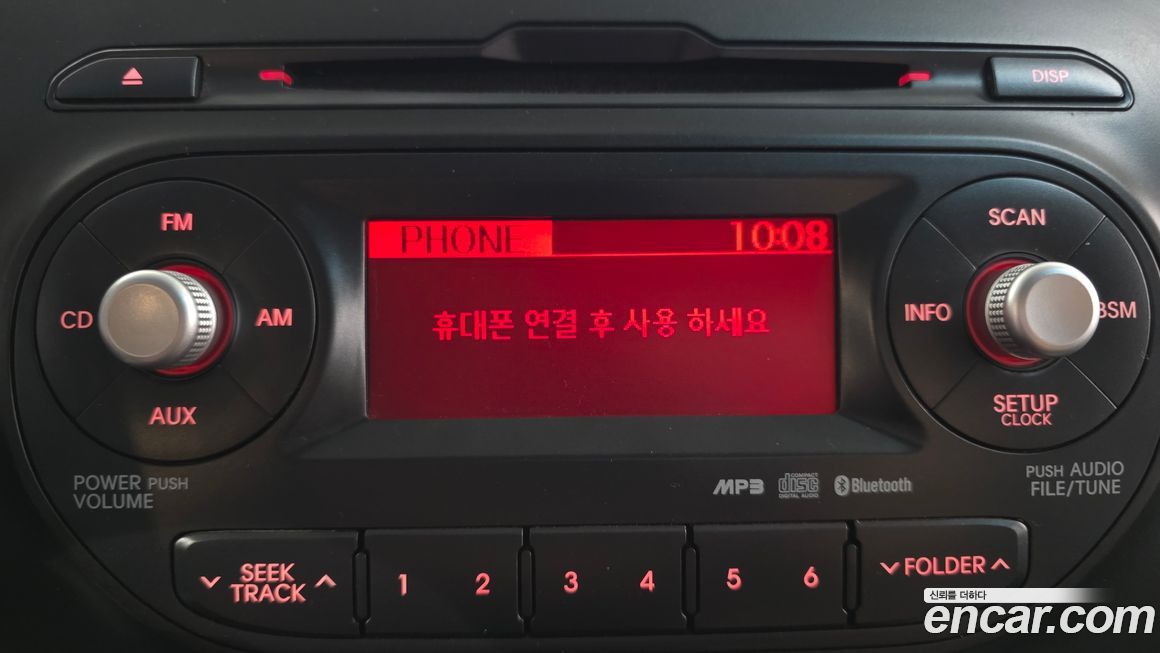 DISP
FM
CD
AM
AUX
POWER PUSH
VOLUME
PHONE 10:08
휴대폰 연결 후 사용 하세요
SCAN
INFO
BSM
SETUP
CLOCK
PUSH AUDIO
FILE/TUNE
MP3
COMPACT
disc
DIGITAL AUDIO
Bluetooth
SEEK
TRACK
1 2 3 4 5 6
FOLDER
신뢰를 더하다
encar.com